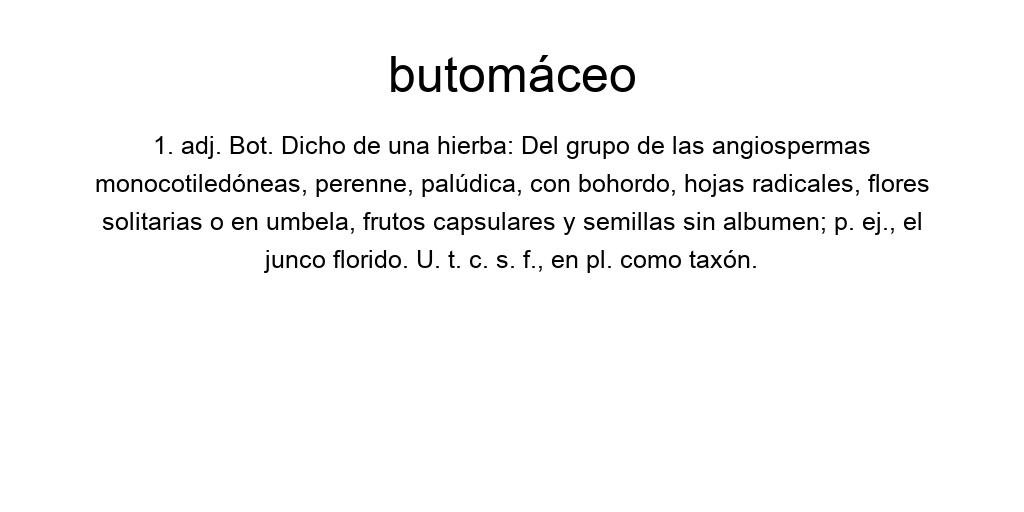 butomáceo
1. adj. Bot. Dicho de una hierba: Del grupo de las angiospermas
monocotiledóneas, perenne, palúdica, con bohordo, hojas radicales, flores
solitarias o en umbela, frutos capsulares y semillas sin albumen; p. ej., el
junco florido. U. t. c. s. f., en pl. como taxón.